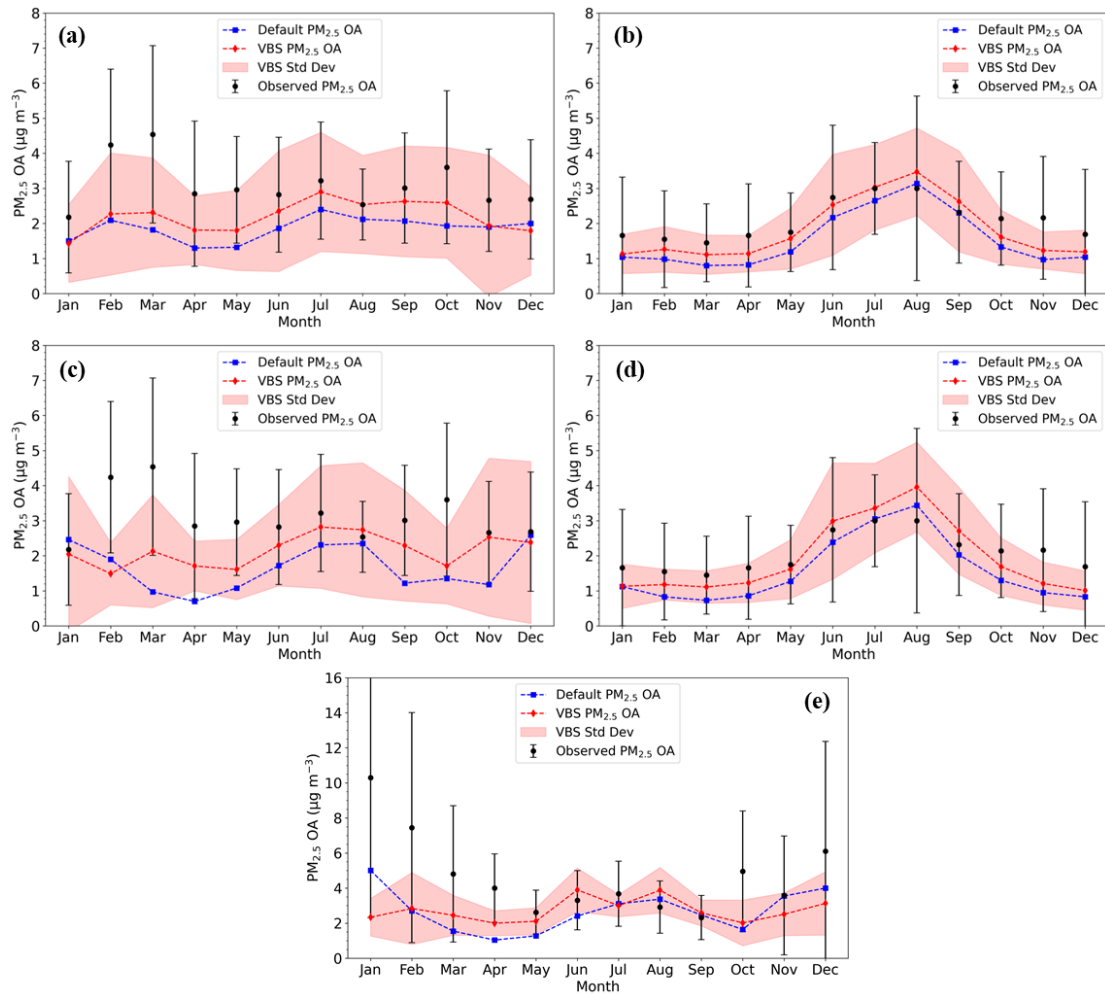 (a)
Default PM2.5 OA
VBS PM2.5 OA
VBS Std Dev
Observed PM2.5 OA
PM2.5 OA (μg m−3)
8
7
6
5
4
3
2
1
0
Jan Feb Mar Apr May Jun Jul Aug Sep Oct Nov Dec
Month
(b)
Default PM2.5 OA
VBS PM2.5 OA
VBS Std Dev
Observed PM2.5 OA
PM2.5 OA (μg m−3)
8
7
6
5
4
3
2
1
0
Jan Feb Mar Apr May Jun Jul Aug Sep Oct Nov Dec
Month
(c)
Default PM2.5 OA
VBS PM2.5 OA
VBS Std Dev
Observed PM2.5 OA
PM2.5 OA (μg m−3)
8
7
6
5
4
3
2
1
0
Jan Feb Mar Apr May Jun Jul Aug Sep Oct Nov Dec
Month
(d)
Default PM2.5 OA
VBS PM2.5 OA
VBS Std Dev
Observed PM2.5 OA
PM2.5 OA (μg m−3)
8
7
6
5
4
3
2
1
0
Jan Feb Mar Apr May Jun Jul Aug Sep Oct Nov Dec
Month
(e)
Default PM2.5 OA
VBS PM2.5 OA
VBS Std Dev
Observed PM2.5 OA
PM2.5 OA (μg m−3)
16
14
12
10
8
6
4
2
0
Jan Feb Mar Apr May Jun Jul Aug Sep Oct Nov Dec
Month